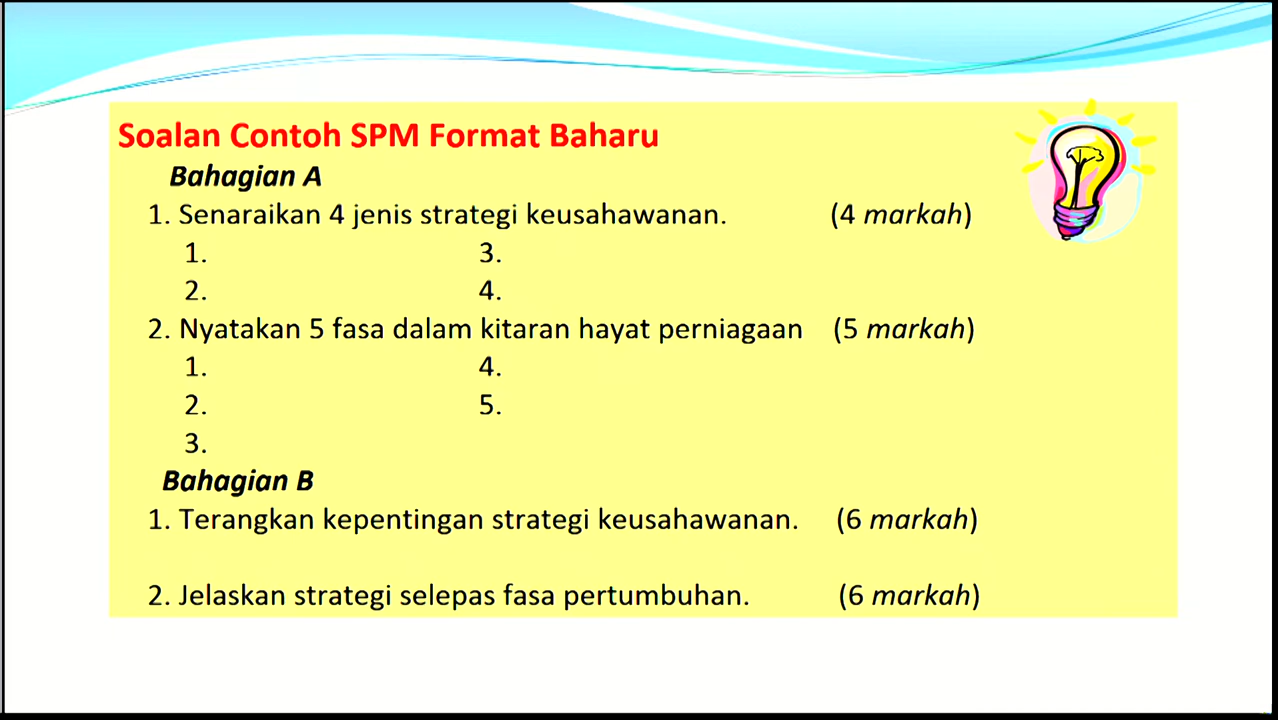 Soalan Contoh SPM Format Baharu
Bahagian A
1. Senaraikan 4 jenis strategi keusahawanan. (4 markah)
1. 3.
2. 4.
2. Nyatakan 5 fasa dalam kitaran hayat perniagaan (5 markah)
1. 4.
2. 5.
3.
Bahagian B
1. Terangkan kepentingan strategi keusahawanan. (6 markah)
2. Jelaskan strategi selepas fasa pertumbuhan. (6 markah)